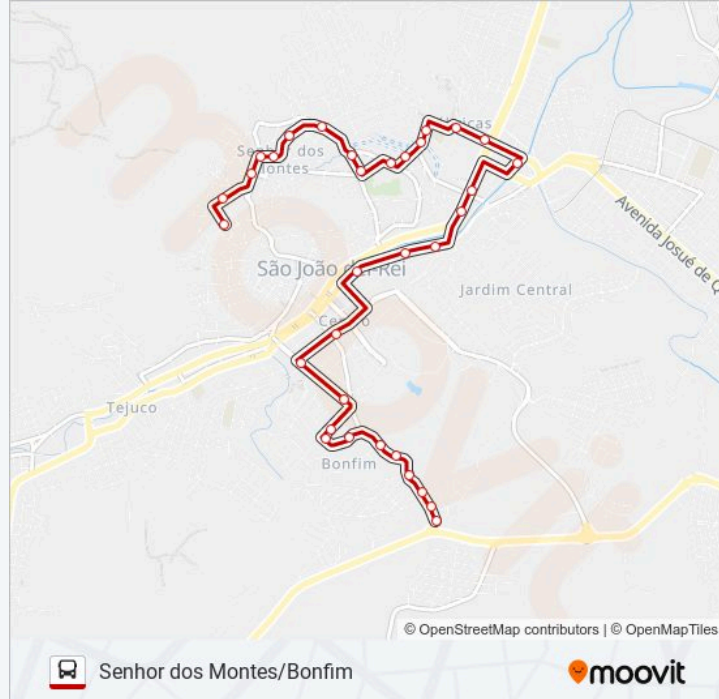 Senhor dos
Montes
São João del-Rei
Jardim Central
Centro
Avenida Josué de Q
Tejuco
Bonfim
© OpenStreetMap contributors | © OpenMapTiles
Senhor dos Montes/Bonfim
moovit